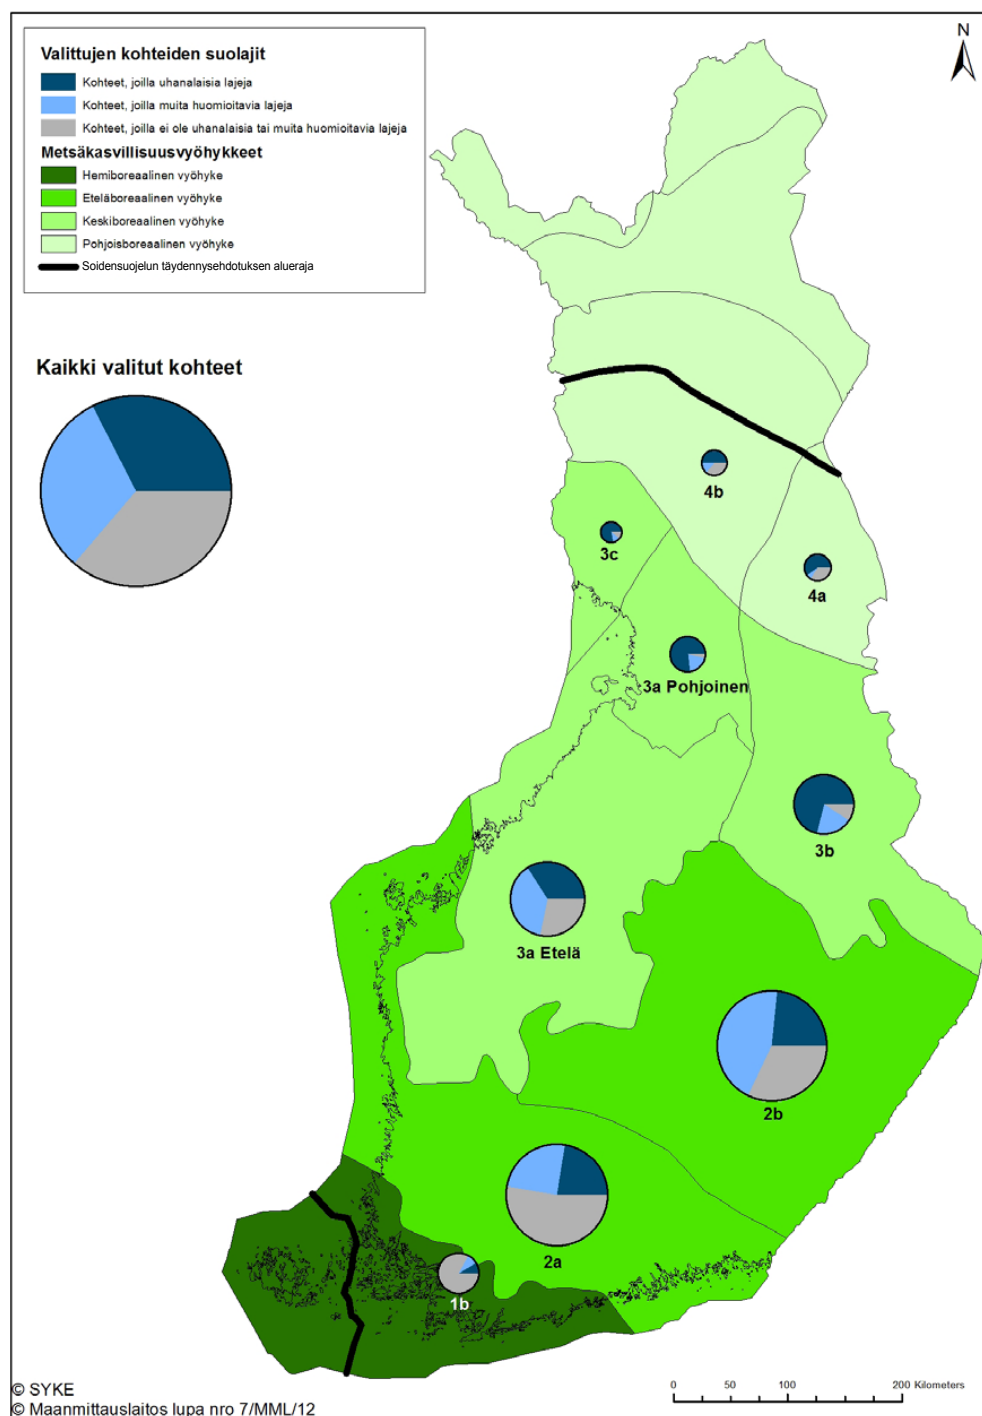 Valittujen kohteiden suolajit
Kohteet, joilla uhanalaisia lajeja
Kohteet, joilla muita huomioitavia lajeja
Kohteet, joilla ei ole uhanalaisia tai muita huomioitavia lajeja
Metsäkasvillisuusvyöhykkeet
Hemiboreaalinen vyöhyke
Eteläboreaalinen vyöhyke
Keskiboreaalinen vyöhyke
Pohjoisboreaalinen vyöhyke
Soidensuojelun täydennysehdotuksen alueraja
N
Kaikki valitut kohteet
4b
3c
4a
3a Pohjoinen
3b
3a Etelä
2b
2a
1b
0 50 100 200 Kilometers
© SYKE
© Maanmittauslaitos lupa nro 7/MML/12